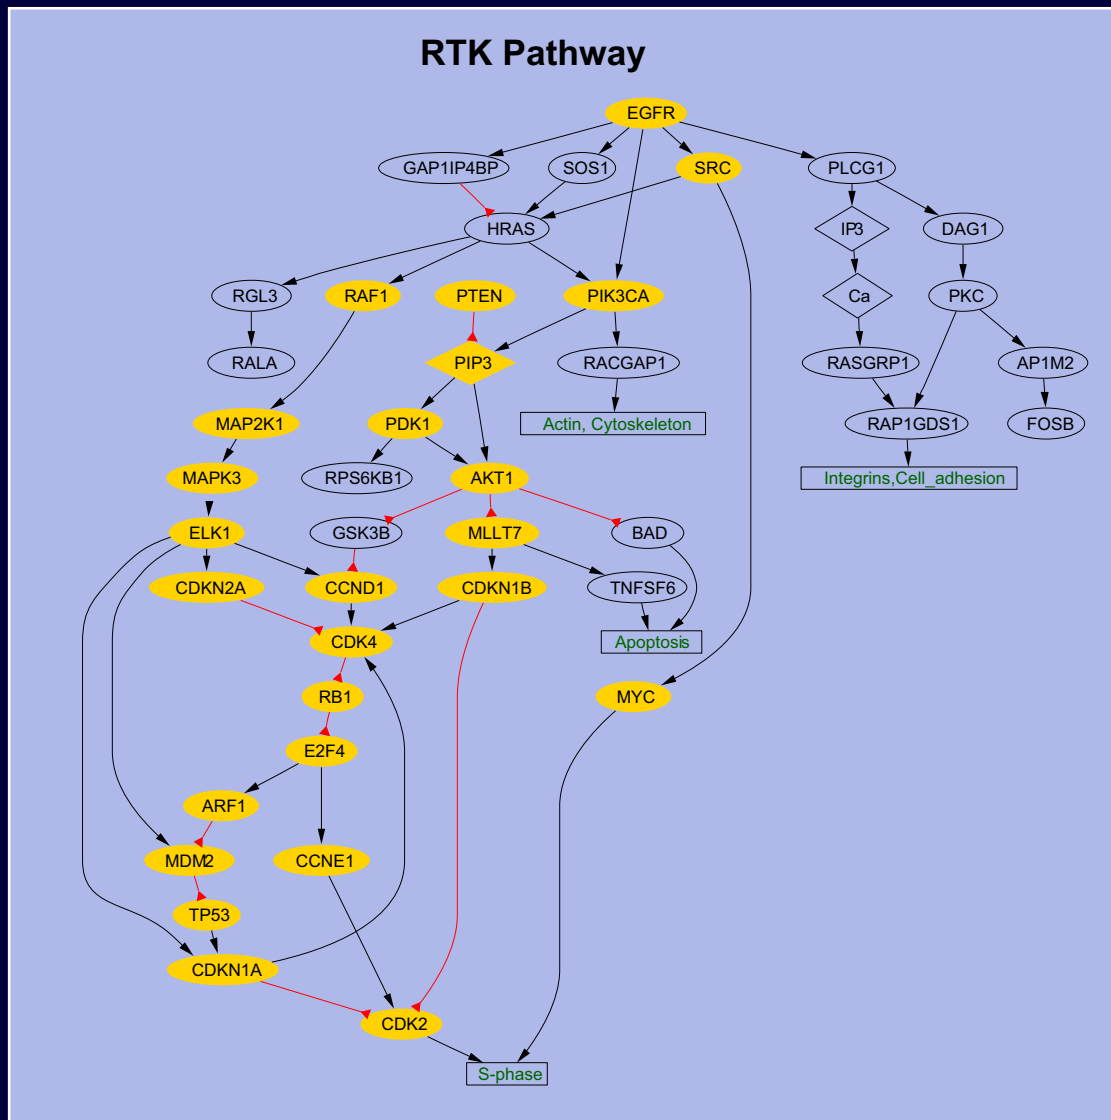 RTK Pathway
EGFR
GAP1IP4BP
SOS1
SRC
PLCG1
HRAS
IP3
DAG1
RGL3
RAF1
PTEN
PIK3CA
Ca
PKC
RALA
PIP3
RACGAP1
RASGRP1
AP1M2
MAP2K1
PDK1
Actin, Cytoskeleton
RAP1GDS1
FOSB
MAPK3
RPS6KB1
AKT1
Integrins,Cell_adhesion
ELK1
GSK3B
MLLT7
BAD
CDKN2A
CCND1
CDKN1B
TNFSF6
CDK4
Apoptosis
RB1
MYC
E2F4
ARF1
MDM2
CCNE1
TP53
CDKN1A
CDK2
S-phase